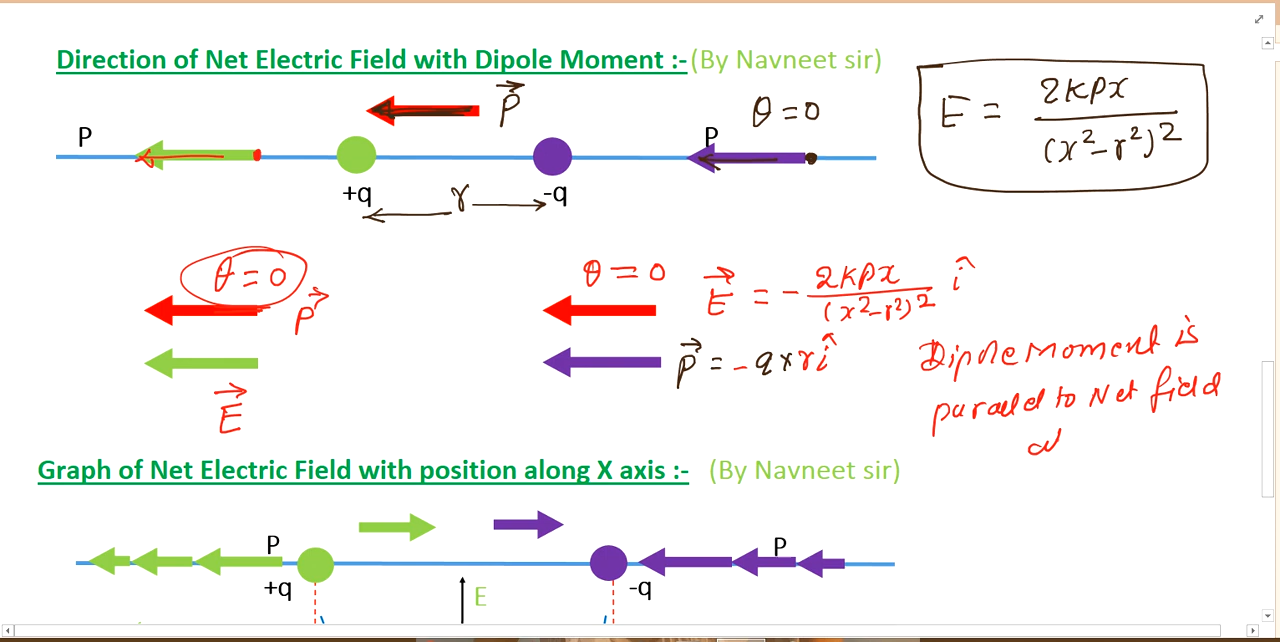 Direction of Net Electric Field with Dipole Moment :- (By Navneet sir)
E = 2kpx / (x² - r²)²
P⃗
θ = 0
P
P
+q
r
-q
θ = 0
P⃗
E⃗
θ = 0
E⃗ = - 2kpx / (x² - r²)² î
P⃗ = - q × r î
Dipole Moment is
parallel to Net field
Graph of Net Electric Field with position along X axis :- (By Navneet sir)
P
P
+q
-q
E